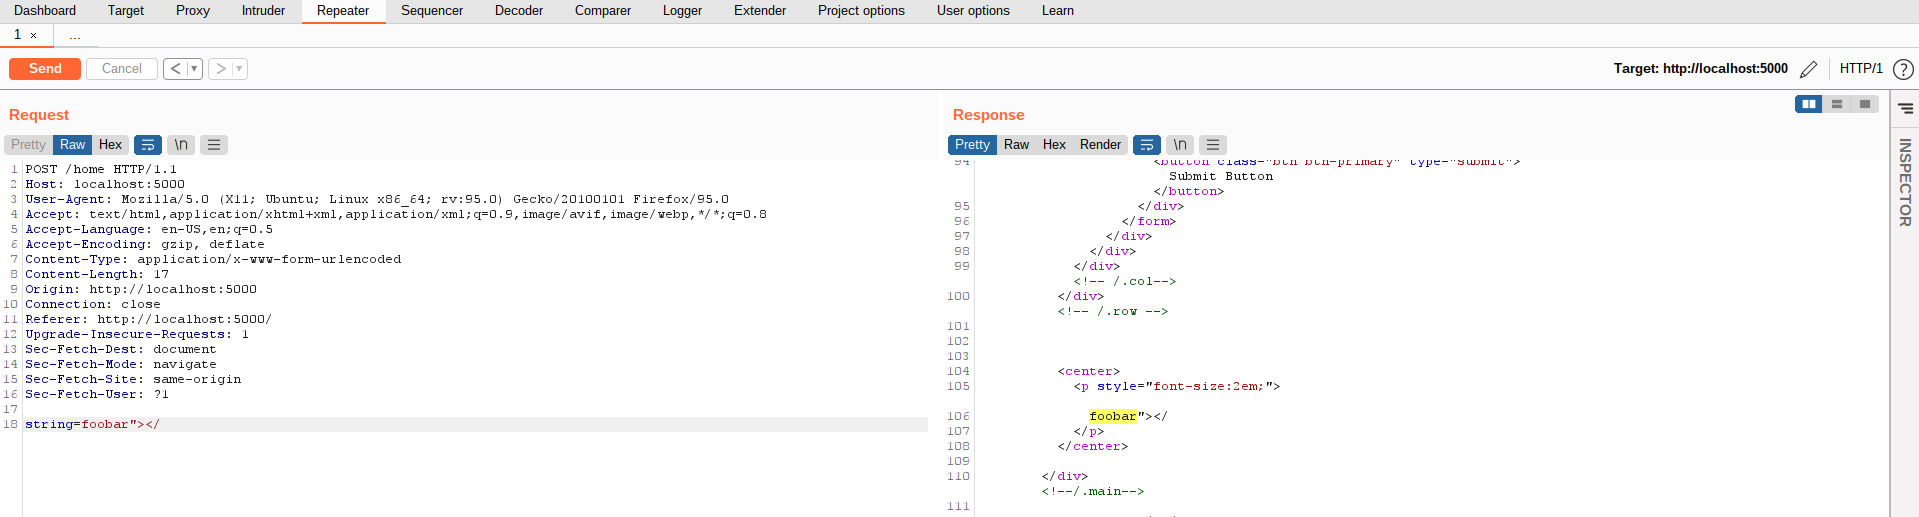 Dashboard Target Proxy Intruder Repeater Sequencer Decoder Comparer Logger Extender Project options User options Learn
1 × ...
Send Cancel < ▼ > ▼ Target: http://localhost:5000 HTTP/1 ?
Request
Pretty Raw Hex \n
1 POST /home HTTP/1.1
2 Host: localhost:5000
3 User-Agent: Mozilla/5.0 (X11; Ubuntu; Linux x86_64; rv:95.0) Gecko/20100101 Firefox/95.0
4 Accept: text/html,application/xhtml+xml,application/xml;q=0.9,image/avif,image/webp,*/*;q=0.8
5 Accept-Language: en-US,en;q=0.5
6 Accept-Encoding: gzip, deflate
7 Content-Type: application/x-www-form-urlencoded
8 Content-Length: 17
9 Origin: http://localhost:5000
10 Connection: close
11 Referer: http://localhost:5000/
12 Upgrade-Insecure-Requests: 1
13 Sec-Fetch-Dest: document
14 Sec-Fetch-Mode: navigate
15 Sec-Fetch-Site: same-origin
16 Sec-Fetch-User: ?1
17
18 string=foobar"></
Response
Pretty Raw Hex Render \n
94 <button class="btn btn-primary" type="submit">
Submit Button
</button>
95 </div>
96 </form>
97 </div>
98 </div>
99 </div>
<!-- /.col-->
100 </div>
<!-- /.row -->
101
102
103
104 <center>
105 <p style="font-size:2em;">
106 foobar"></
107 </p>
108 </center>
109
110 </div>
<!--/.main-->
111
INSPECTOR